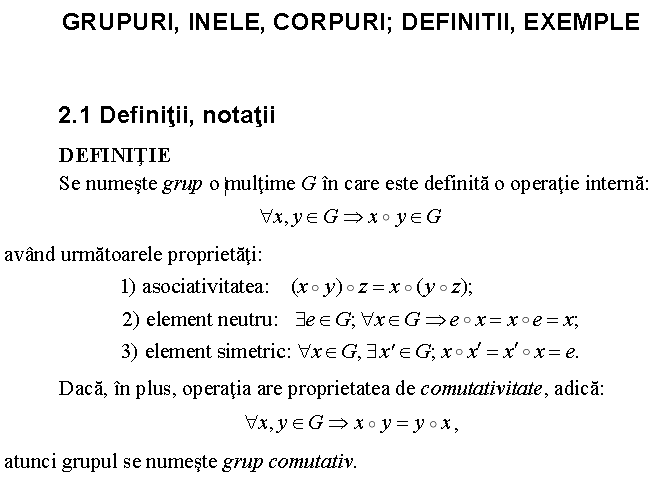 GRUPURI, INELE, CORPURI; DEFINITII, EXEMPLE
2.1 Definiţii, notaţii
DEFINIŢIE
Se numeşte grup o mulţime G în care este definită o operaţie internă:
∀x, y ∈ G ⇒ x ∘ y ∈ G
având următoarele proprietăţi:
1) asociativitatea: (x ∘ y) ∘ z = x ∘ (y ∘ z);
2) element neutru: ∃e ∈ G; ∀x ∈ G ⇒ e ∘ x = x ∘ e = x;
3) element simetric: ∀x ∈ G, ∃x′ ∈ G; x ∘ x′ = x′ ∘ x = e.
Dacă, în plus, operaţia are proprietatea de comutativitate, adică:
∀x, y ∈ G ⇒ x ∘ y = y ∘ x,
atunci grupul se numeşte grup comutativ.